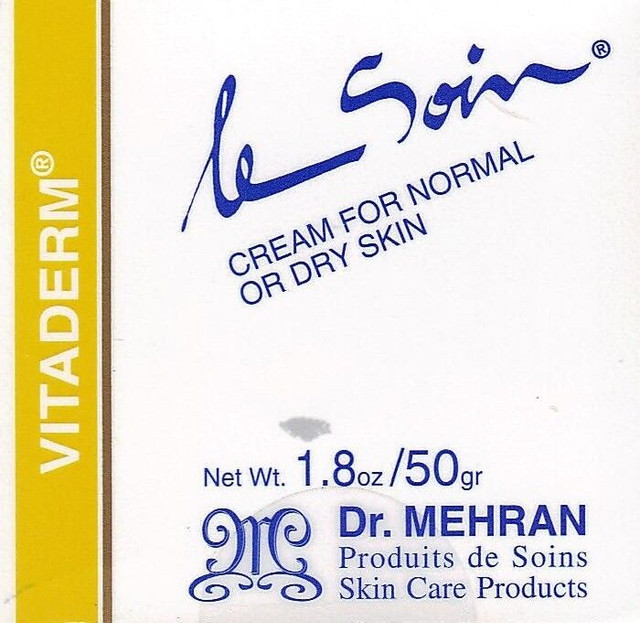 VITADERM®
le Soin®
CREAM FOR NORMAL
OR DRY SKIN
Net Wt. 1.8oz/50gr
Dr. MEHRAN
Produits de Soins
Skin Care Products